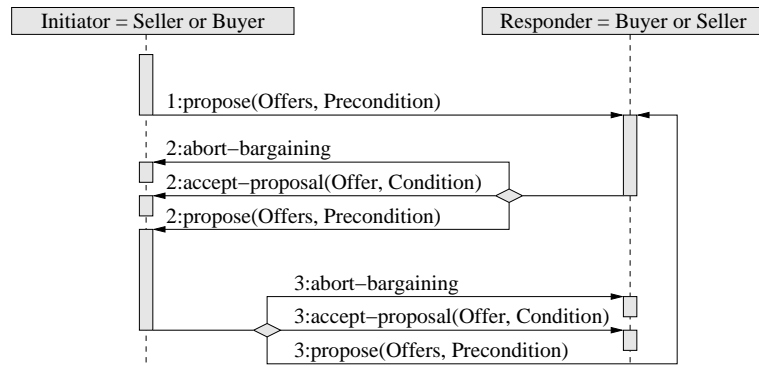 Initiator = Seller or Buyer
Responder = Buyer or Seller
1:propose(Offers, Precondition)
2:abort−bargaining
2:accept−proposal(Offer, Condition)
2:propose(Offers, Precondition)
3:abort−bargaining
3:accept−proposal(Offer, Condition)
3:propose(Offers, Precondition)